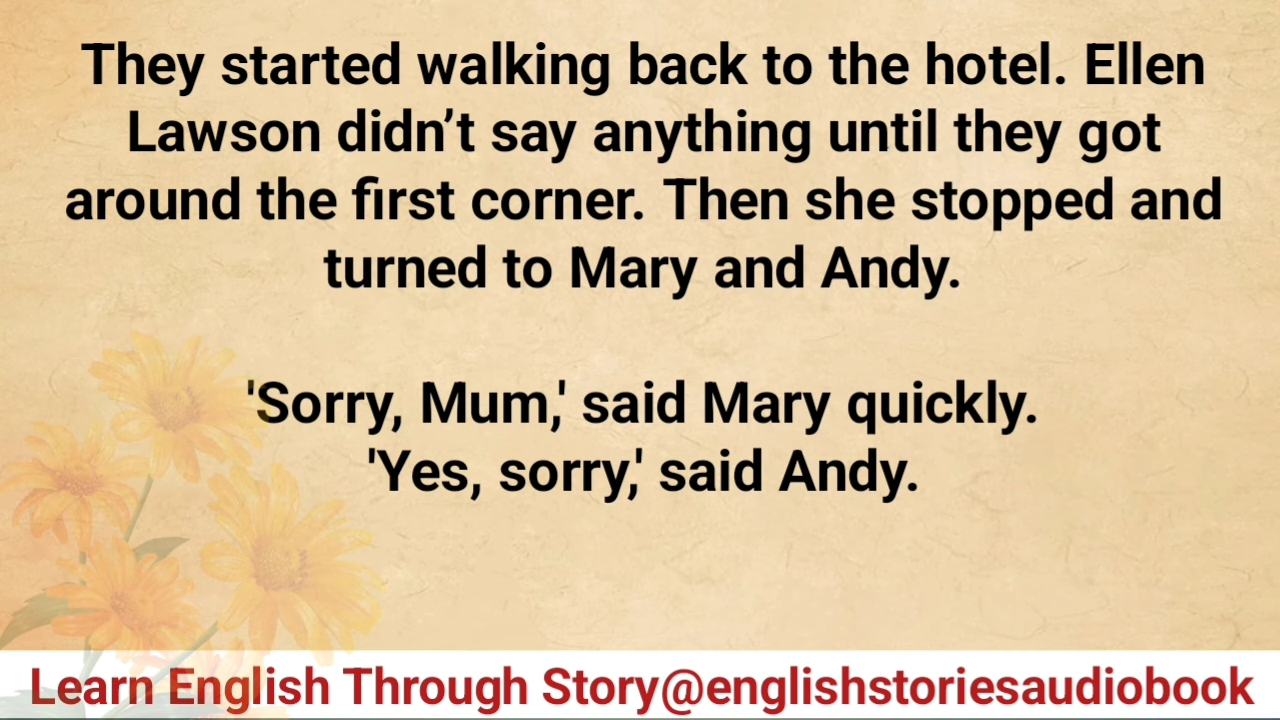 They started walking back to the hotel. Ellen
Lawson didn’t say anything until they got
around the first corner. Then she stopped and
turned to Mary and Andy.
'Sorry, Mum,' said Mary quickly.
'Yes, sorry,' said Andy.
Learn English Through Story@englishstoriesaudiobook